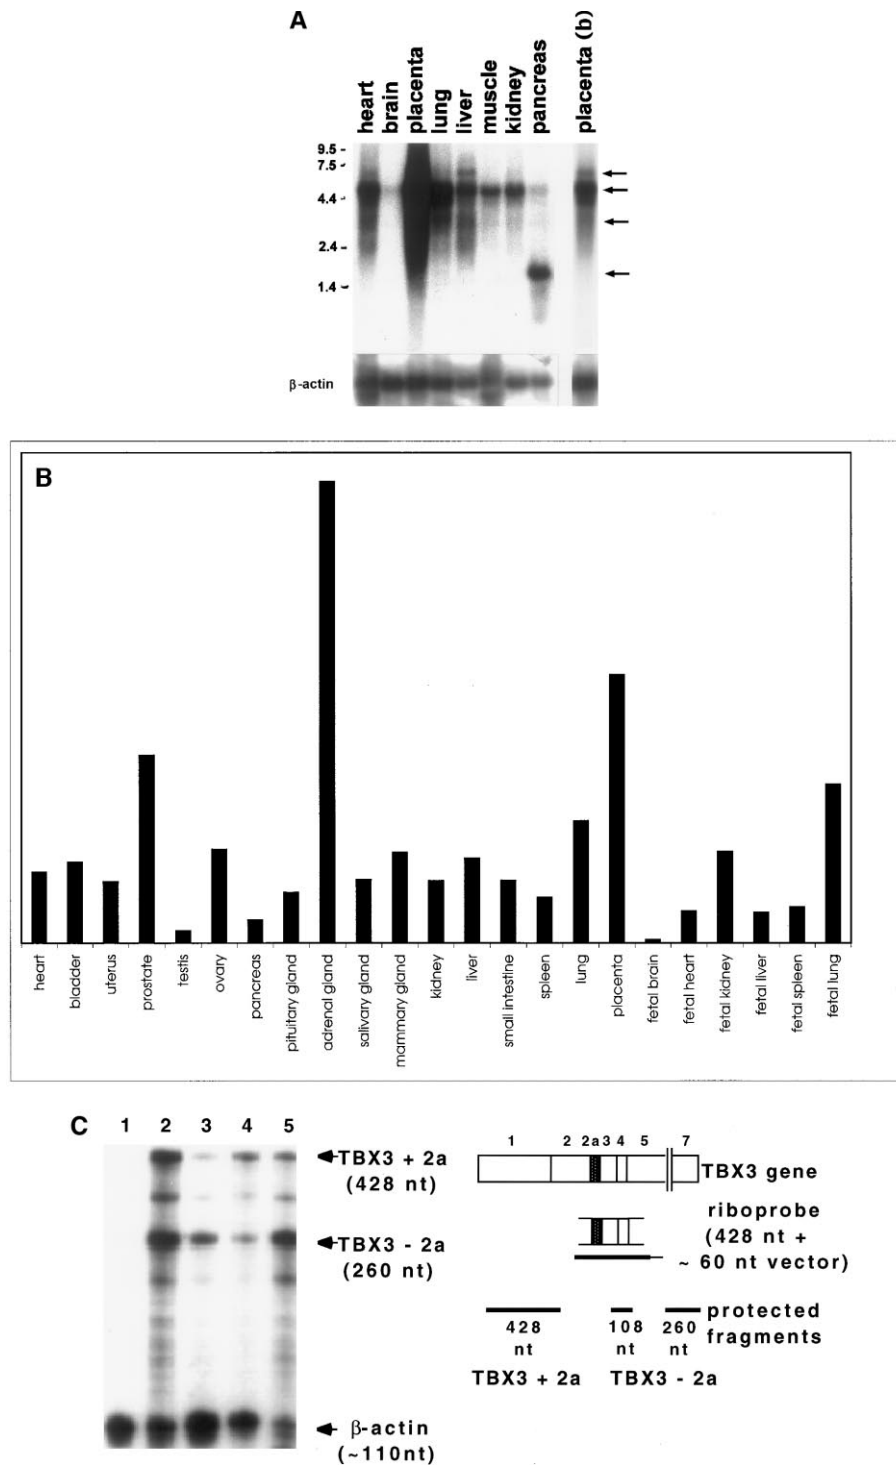 A
heart
brain
placenta
lung
liver
muscle
kidney
pancreas
placenta (b)
9.5 -
7.5 -
4.4 -
2.4 -
1.4 -
β-actin
B
heart
bladder
uterus
prostate
testis
ovary
pancreas
pituitary gland
adrenal gland
salivary gland
mammary gland
kidney
liver
small intestine
spleen
lung
placenta
fetal brain
fetal heart
fetal kidney
fetal liver
fetal spleen
fetal lung
C
1 2 3 4 5
TBX3 + 2a
(428 nt)
TBX3 - 2a
(260 nt)
β-actin
(~110nt)
1 2 2a 3 4 5 7
TBX3 gene
riboprobe
(428 nt +
~ 60 nt vector)
protected
fragments
428
nt
108
nt
260
nt
TBX3 + 2a
TBX3 - 2a